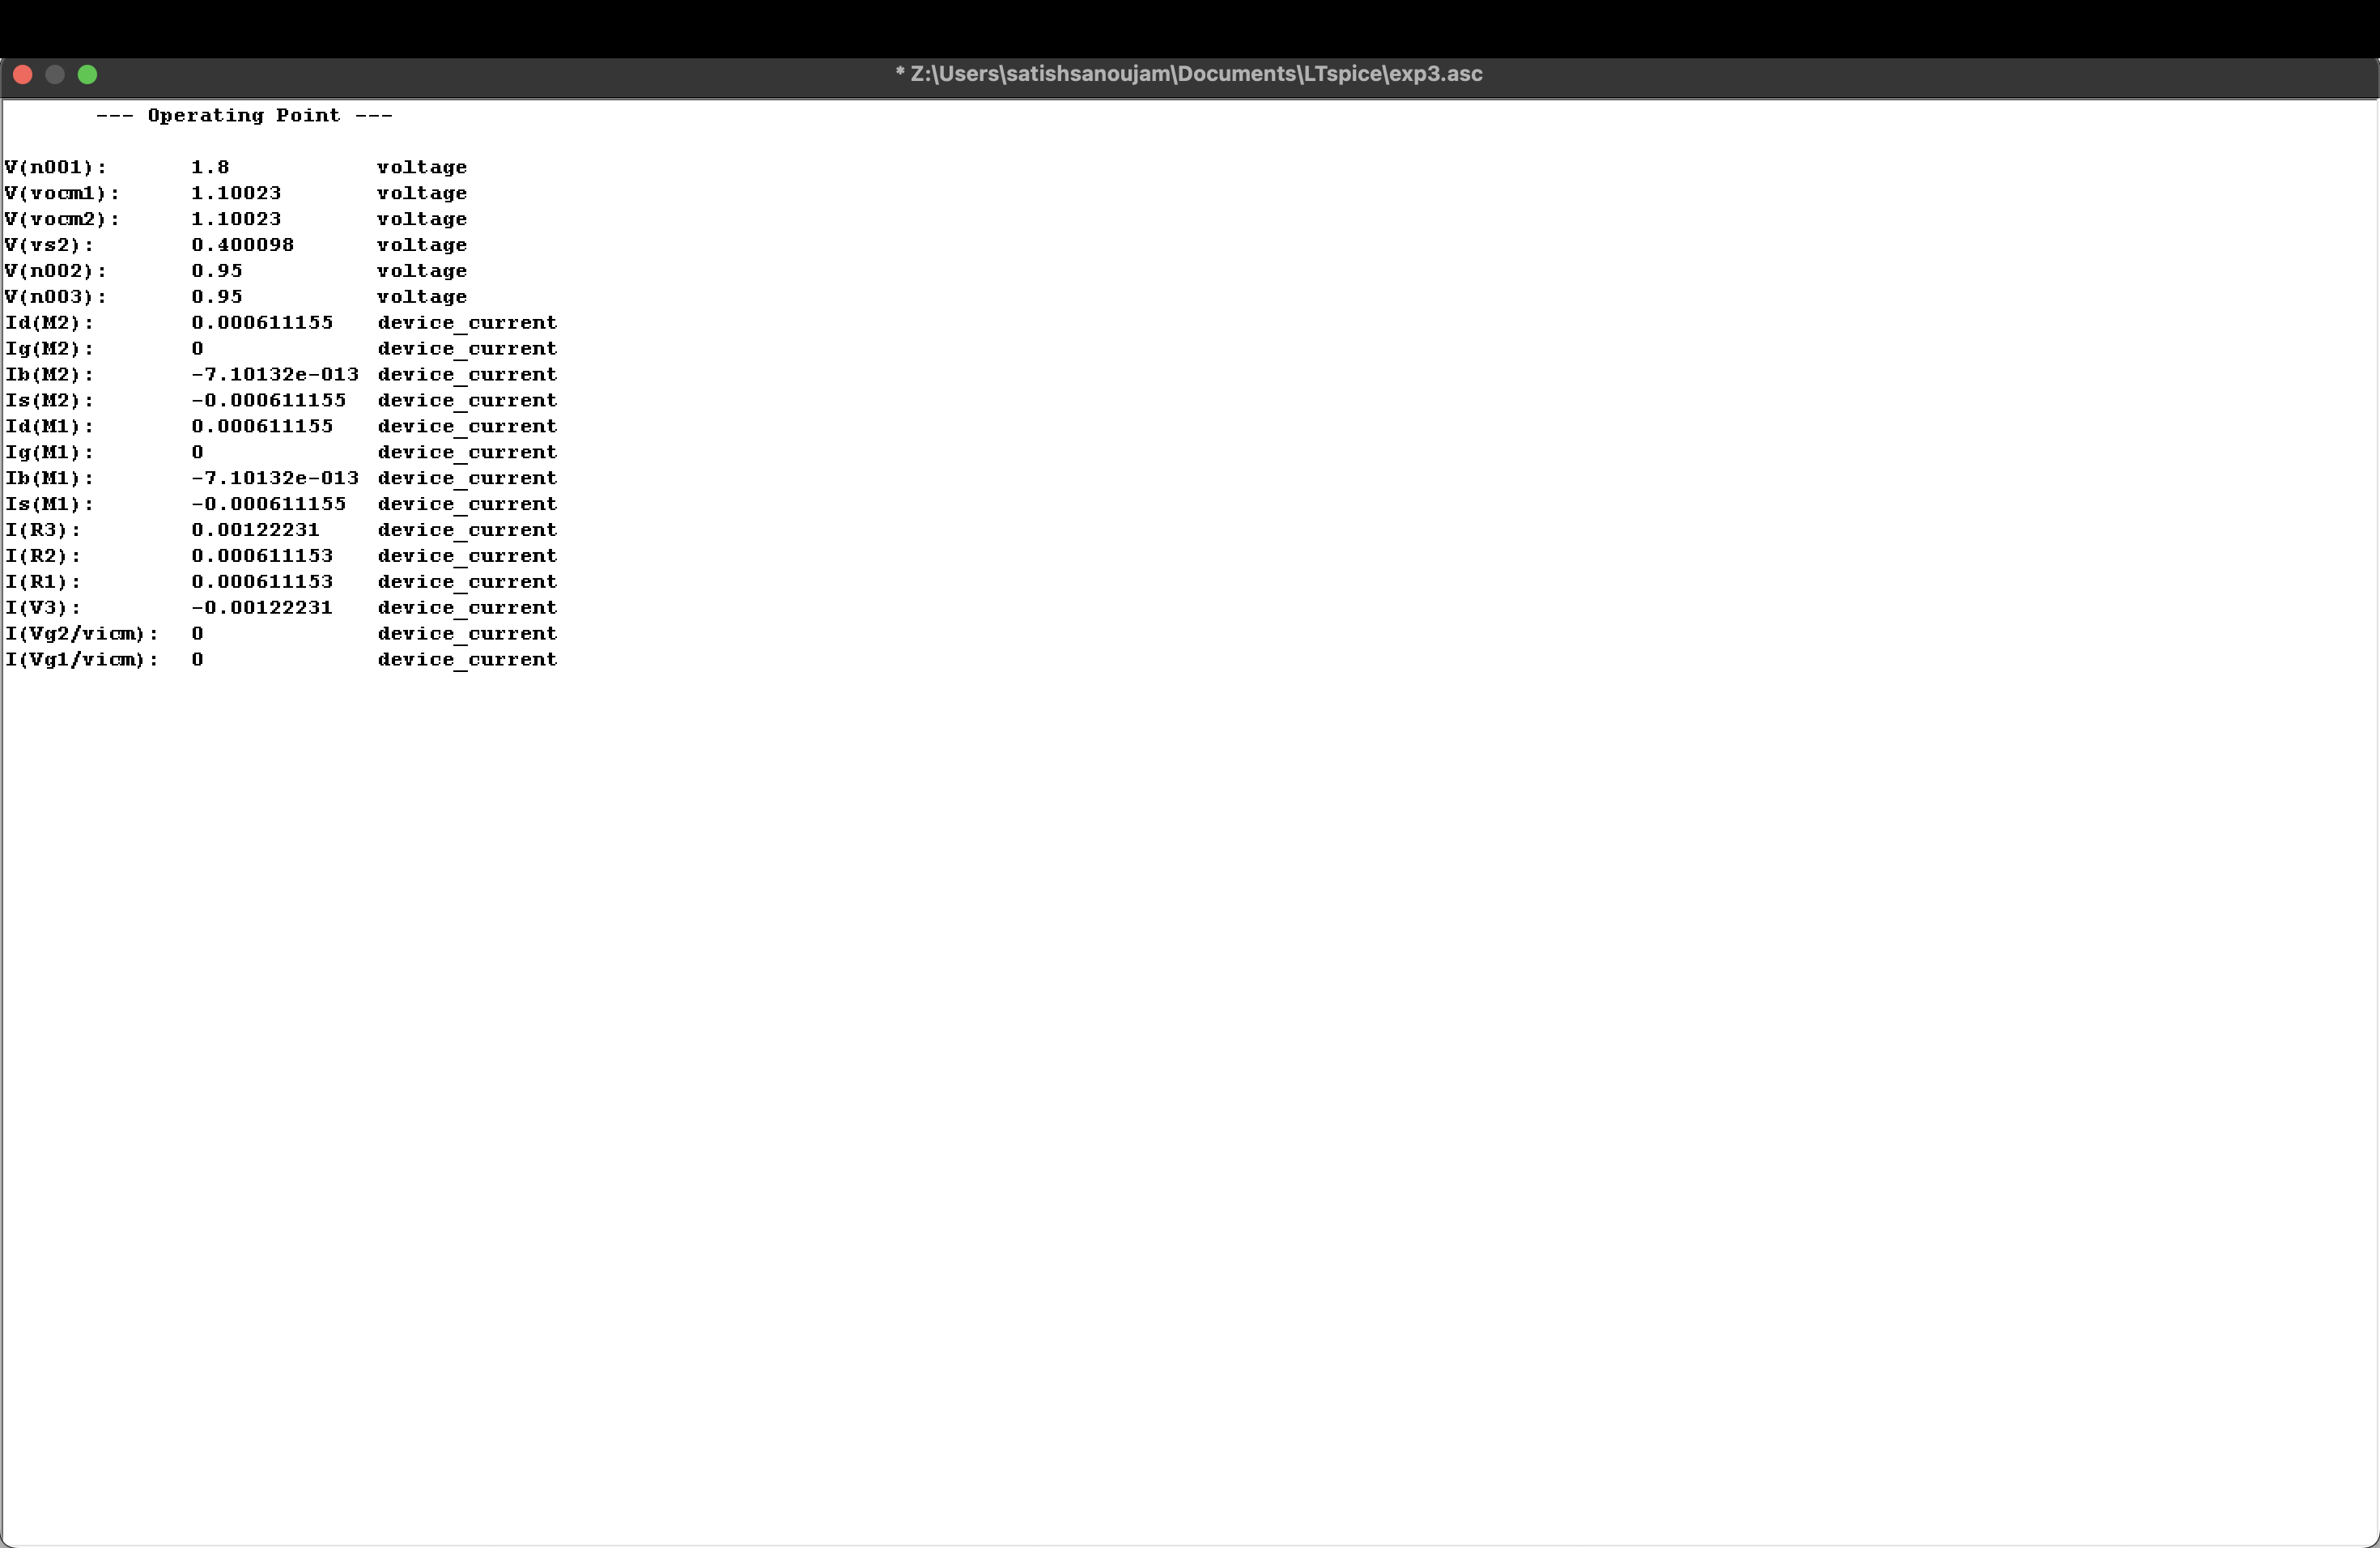 * Z:\Users\satishsanoujam\Documents\LTspice\exp3.asc
--- Operating Point ---
V(n001): 1.8 voltage
V(vocm1): 1.10023 voltage
V(vocm2): 1.10023 voltage
V(vs2): 0.400098 voltage
V(n002): 0.95 voltage
V(n003): 0.95 voltage
Id(M2): 0.000611155 device_current
Ig(M2): 0 device_current
Ib(M2): -7.10132e-013 device_current
Is(M2): -0.000611155 device_current
Id(M1): 0.000611155 device_current
Ig(M1): 0 device_current
Ib(M1): -7.10132e-013 device_current
Is(M1): -0.000611155 device_current
I(R3): 0.00122231 device_current
I(R2): 0.000611153 device_current
I(R1): 0.000611153 device_current
I(V3): -0.00122231 device_current
I(Vg2/vicm): 0 device_current
I(Vg1/vicm): 0 device_current